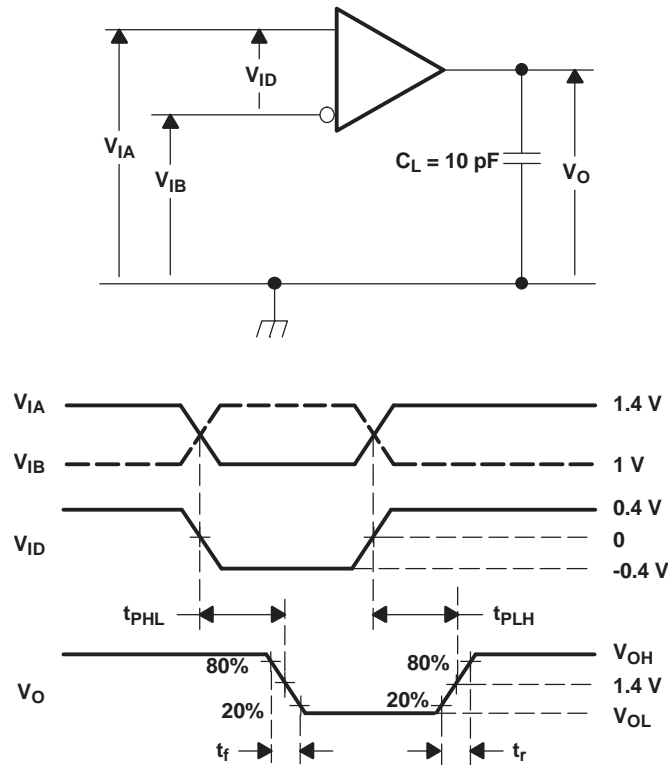 V_ID
V_IA
V_IB
C_L = 10 pF
V_O
V_IA
1.4 V
V_IB
1 V
0.4 V
V_ID
0
-0.4 V
t_PHL
t_PLH
80%
80%
V_OH
V_O
1.4 V
20%
20%
V_OL
t_f
t_r